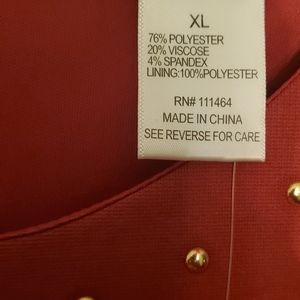 XL
76% POLYESTER
20% VISCOSE
4% SPANDEX
LINING:100%POLYESTER
RN# 111464
MADE IN CHINA
SEE REVERSE FOR CARE